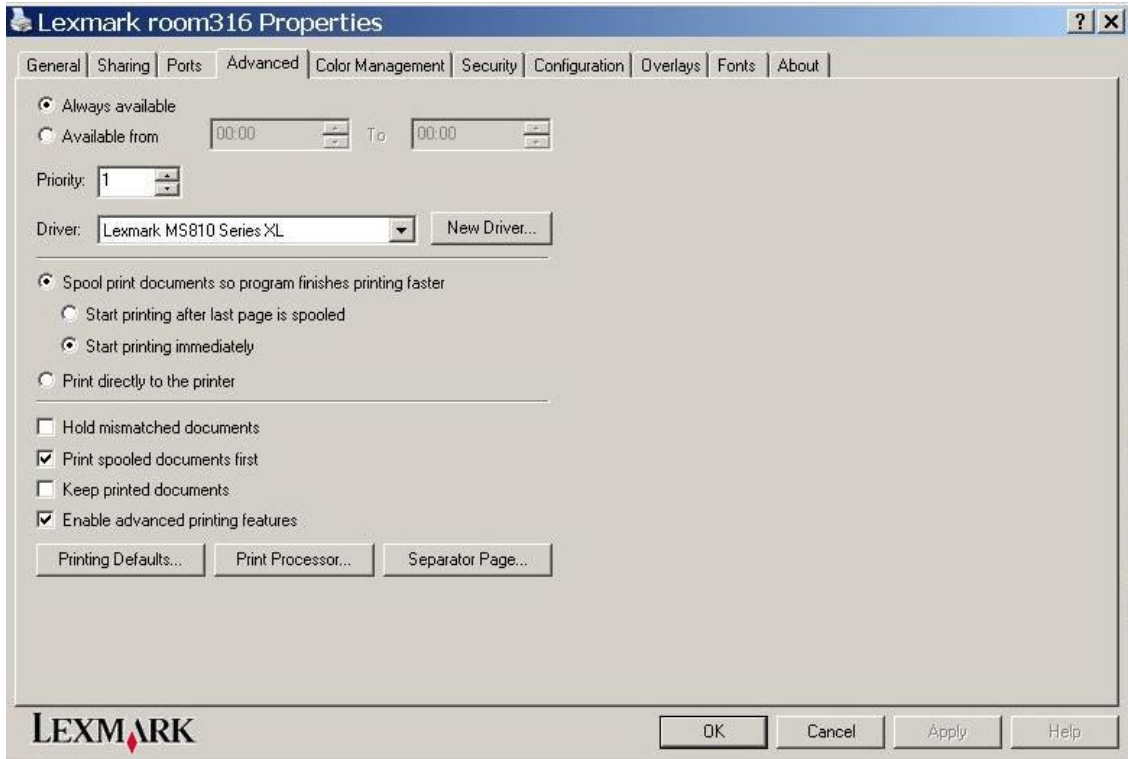 Lexmark room316 Properties
General Sharing Ports Advanced Color Management Security Configuration Overlays Fonts About
Always available
Available from 00:00 To 00:00
Priority: 1
Driver: Lexmark MS810 Series XL New Driver...
Spool print documents so program finishes printing faster
Start printing after last page is spooled
Start printing immediately
Print directly to the printer
Hold mismatched documents
Print spooled documents first
Keep printed documents
Enable advanced printing features
Printing Defaults... Print Processor... Separator Page...
LEXMARK OK Cancel Apply Help